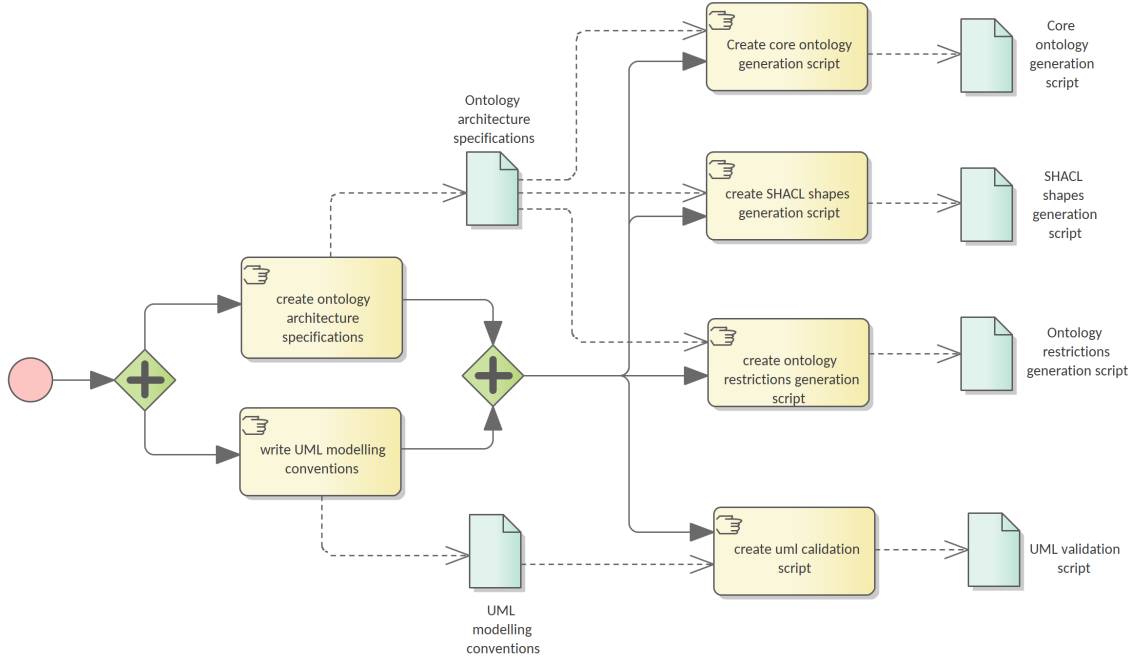 Create core ontology
generation script
Core
ontology
generation
script
Ontology
architecture
specifications
create SHACL shapes
generation script
SHACL
shapes
generation
script
create ontology
architecture
specifications
create ontology
restrictions generation
script
Ontology
restrictions
generation script
write UML modelling
conventions
create uml calidation
script
UML validation
script
UML
modelling
conventions